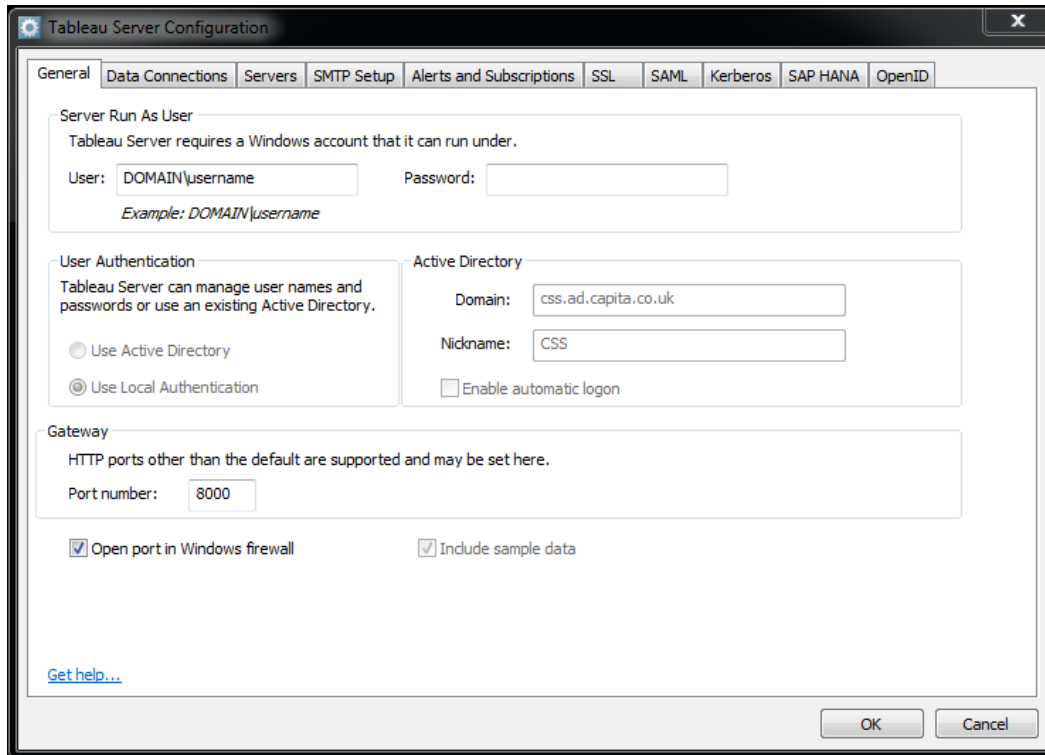 Tableau Server Configuration
X
General Data Connections Servers SMTP Setup Alerts and Subscriptions SSL SAML Kerberos SAP HANA OpenID
Server Run As User
Tableau Server requires a Windows account that it can run under.
User: DOMAIN\username Password:
Example: DOMAIN\username
User Authentication
Tableau Server can manage user names and
passwords or use an existing Active Directory.
Use Active Directory
Use Local Authentication
Active Directory
Domain: css.ad.capita.co.uk
Nickname: CSS
Enable automatic logon
Gateway
HTTP ports other than the default are supported and may be set here.
Port number: 8000
Open port in Windows firewall Include sample data
Get help...
OK Cancel